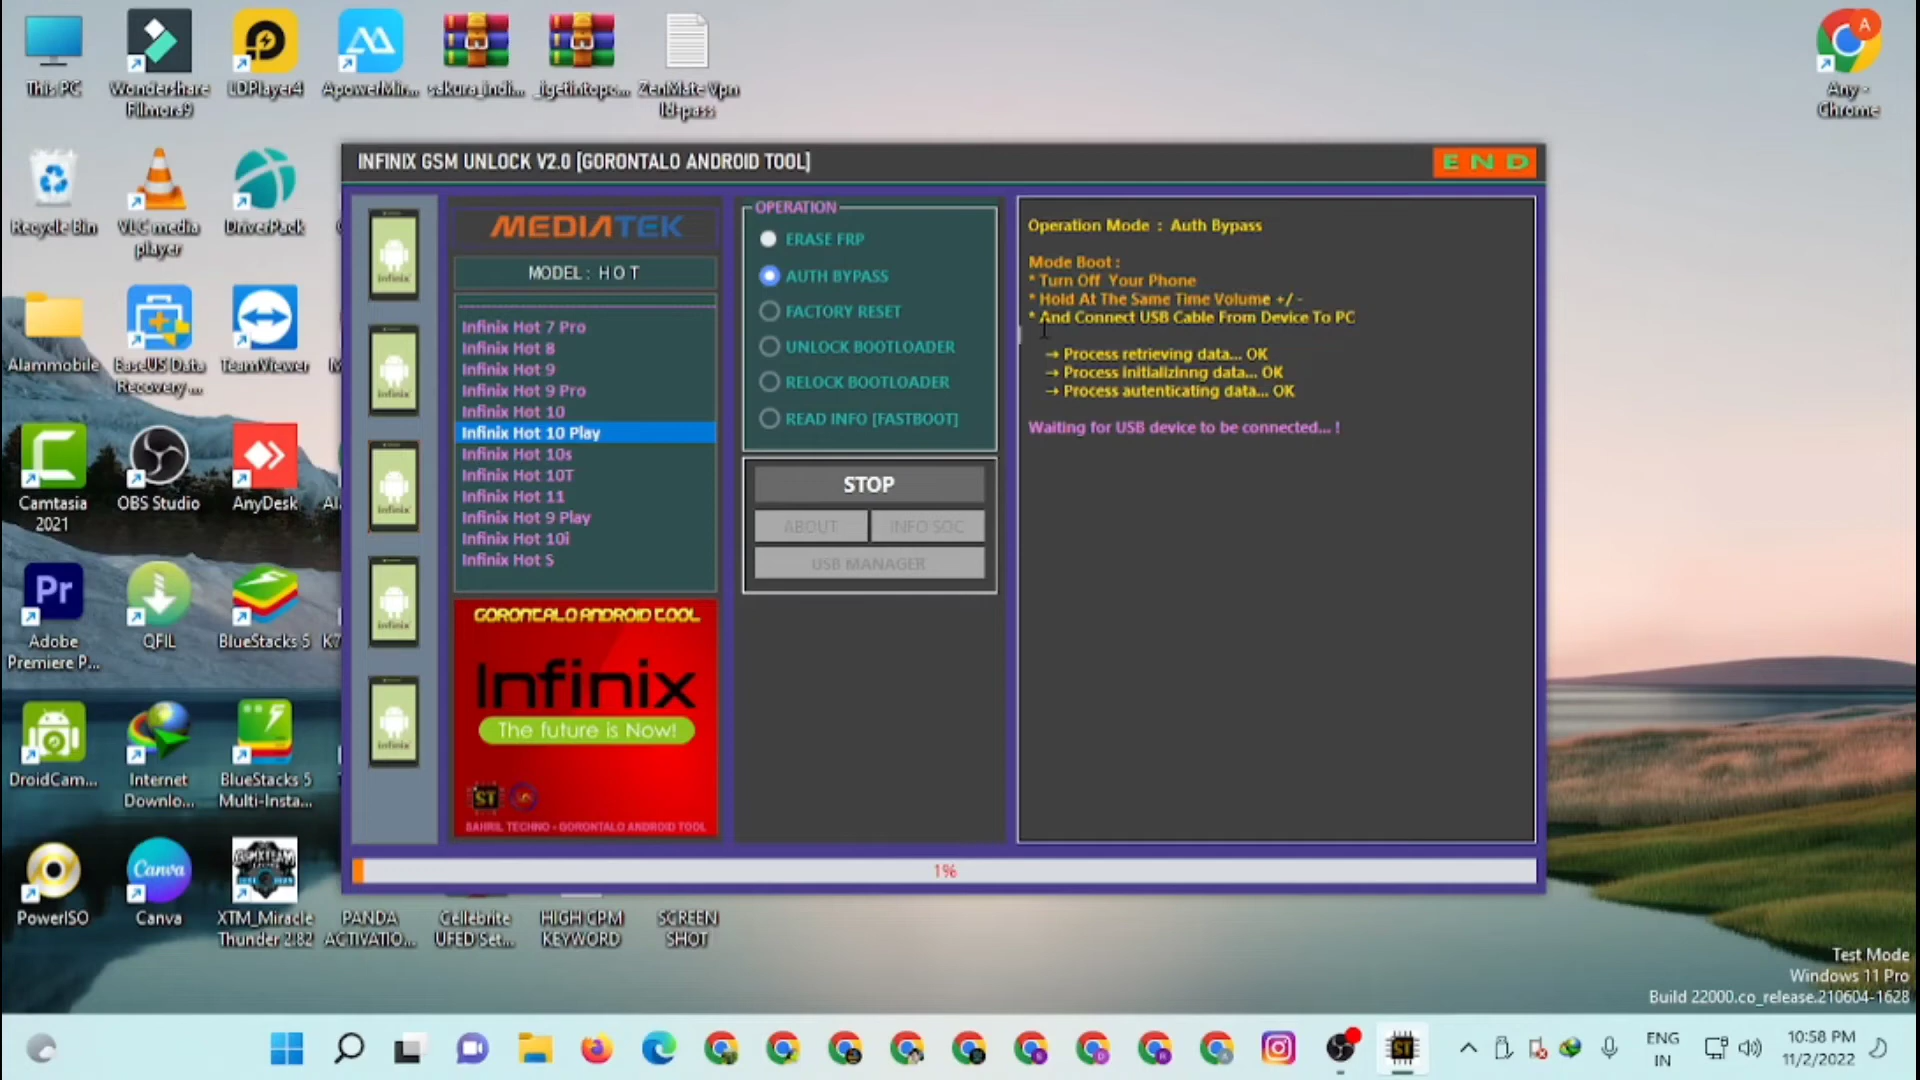 This PC
Wondershare
Filmora9
LDPlayer4
ApowerMir...
sakura_indi...
_igetintopc...
ZenMate Vpn
Id-pass
Any -
Chrome
Recycle Bin
VLC media
player
DriverPack
Alammobile
EaseUS Data
Recovery ...
TeamViewer
Camtasia
2021
OBS Studio
AnyDesk
Adobe
Premiere P...
QFIL
BlueStacks 5
DroidCam...
Internet
Downlo...
BlueStacks 5
Multi-Insta...
PowerISO
Canva
XTM_Miracle
Thunder 2.82
PANDA
ACTIVATIO...
Cellebrite
UFED Set...
HIGH CPM
KEYWORD
SCREEN
SHOT
INFINIX GSM UNLOCK V2.0 [GORONTALO ANDROID TOOL]
END
MEDIATEK
MODEL : H O T
Infinix Hot 7 Pro
Infinix Hot 8
Infinix Hot 9
Infinix Hot 9 Pro
Infinix Hot 10
Infinix Hot 10 Play
Infinix Hot 10s
Infinix Hot 10T
Infinix Hot 11
Infinix Hot 9 Play
Infinix Hot 10i
Infinix Hot S
GORONTALO ANDROID TOOL
Infinix
The future is Now!
ST
BAHRIL TECHNO - GORONTALO ANDROID TOOL
OPERATION
ERASE FRP
AUTH BYPASS
FACTORY RESET
UNLOCK BOOTLOADER
RELOCK BOOTLOADER
READ INFO [FASTBOOT]
STOP
ABOUT
INFO SOC
USB MANAGER
Operation Mode : Auth Bypass
Mode Boot :
* Turn Off Your Phone
* Hold At The Same Time Volume +/ -
* And Connect USB Cable From Device To PC
→ Process retrieving data... OK
→ Process initializinng data... OK
→ Process autenticating data... OK
Waiting for USB device to be connected... !
1%
Test Mode
Windows 11 Pro
Build 22000.co_release.210604-1628
ENG
IN
10:58 PM
11/2/2022